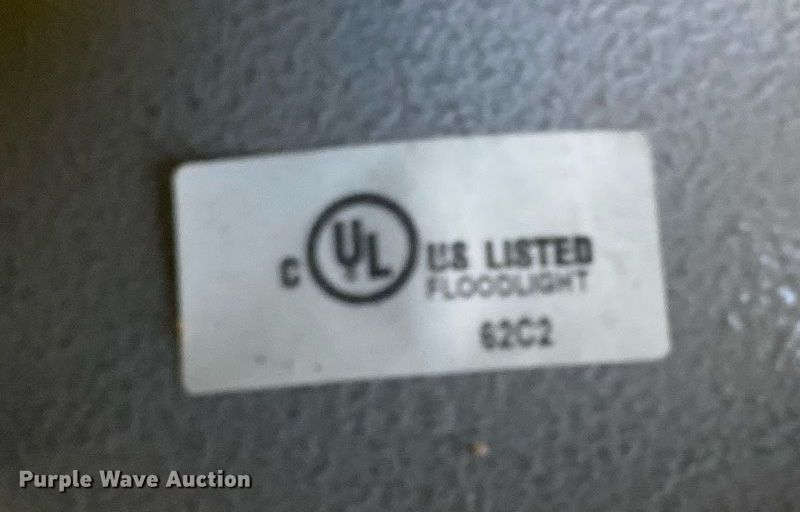 C UL US LISTED
FLOODLIGHT
62C2
Purple Wave Auction